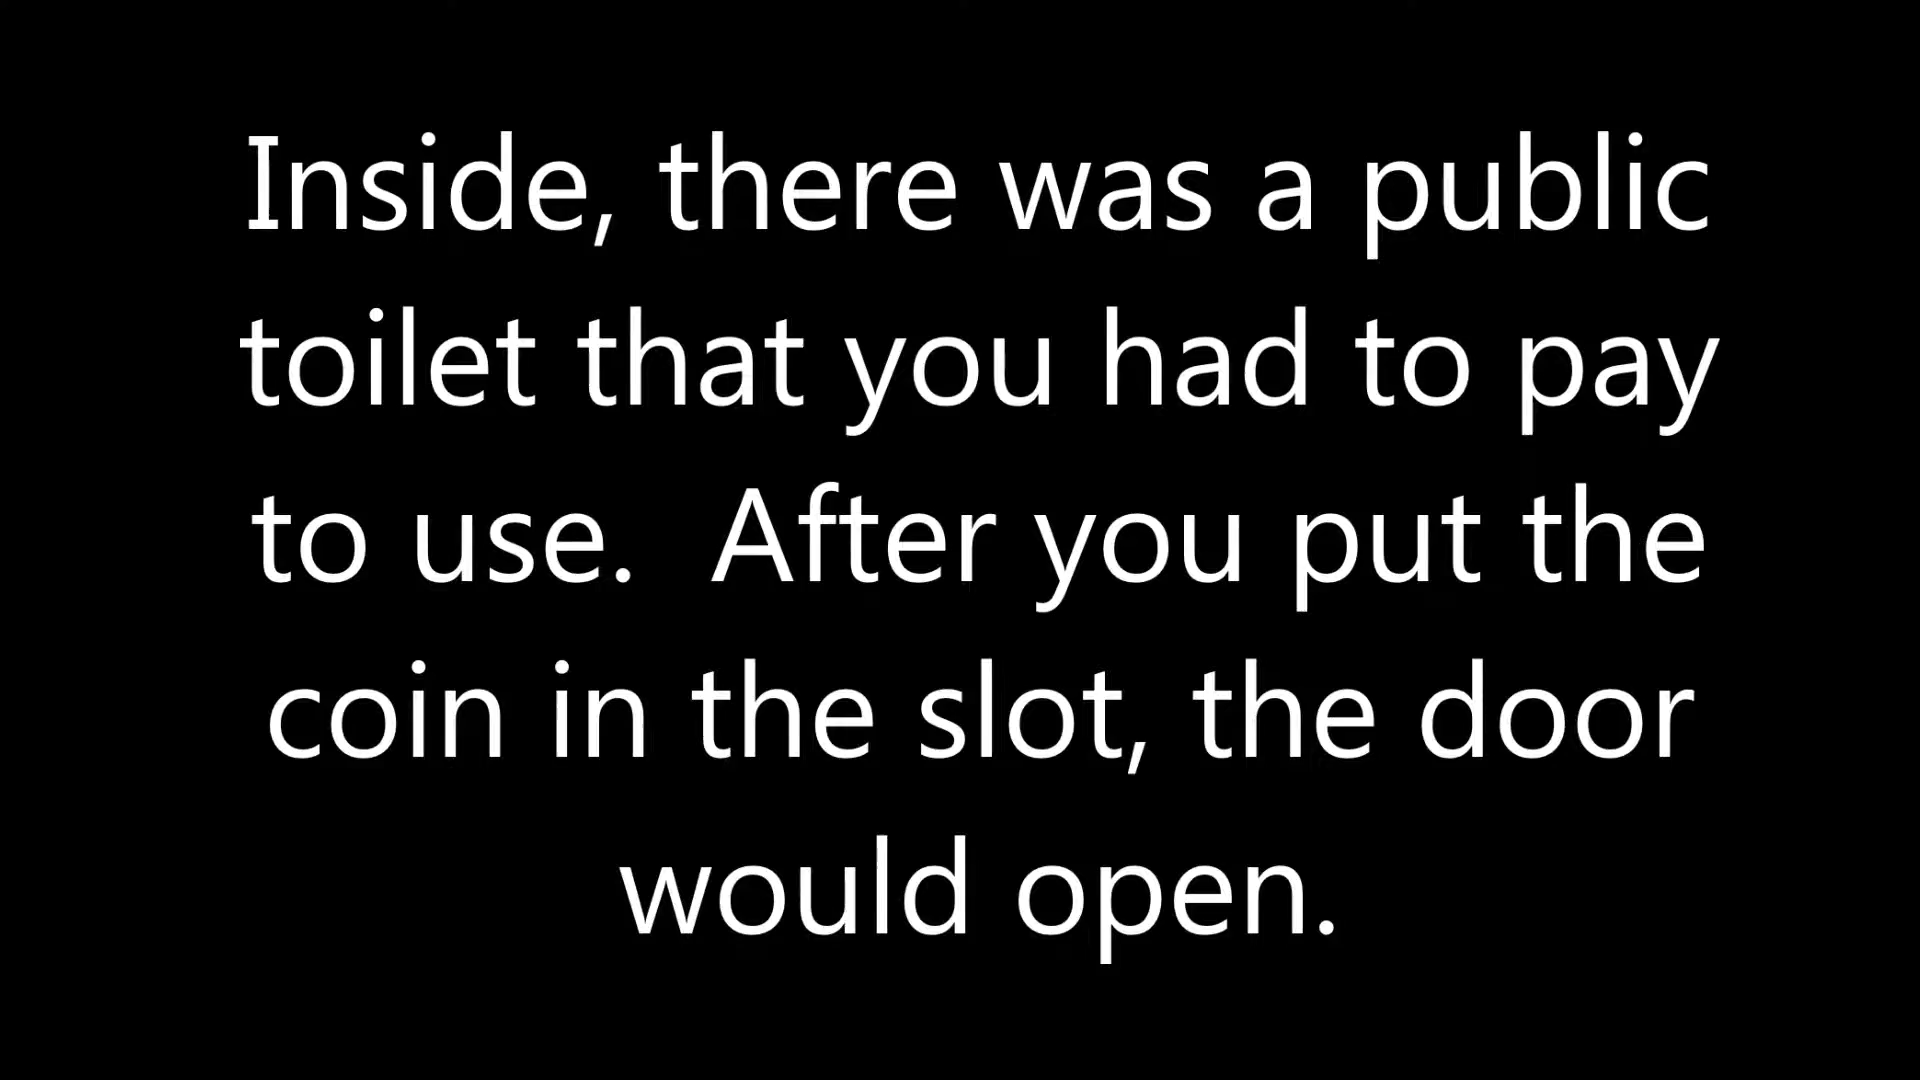 Inside, there was a public
toilet that you had to pay
to use.  After you put the
coin in the slot, the door
would open.